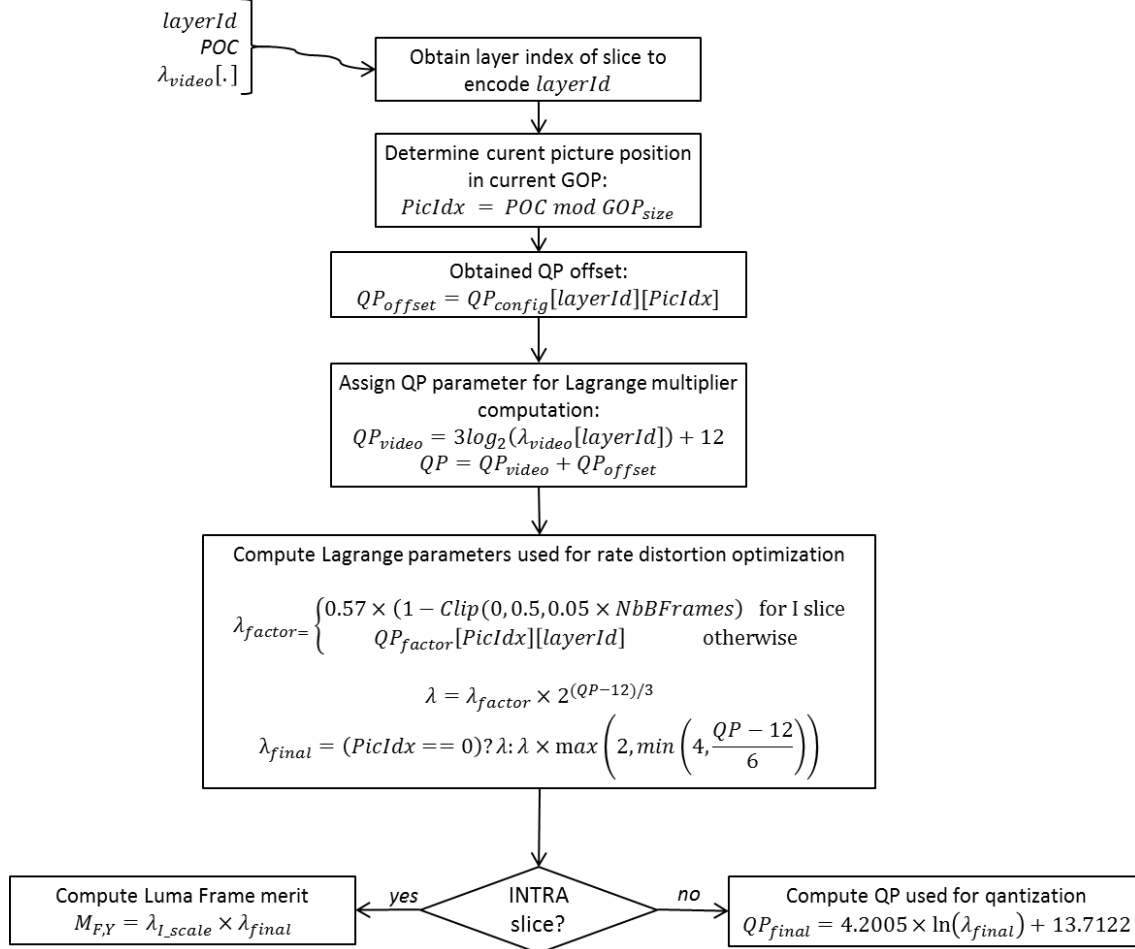 layerId
POC
λ_video[.]
Obtain layer index of slice to
encode layerId
Determine curent picture position
in current GOP:
PicIdx = POC mod GOP_size
Obtained QP offset:
QP_offset = QP_config[layerId][PicIdx]
Assign QP parameter for Lagrange multiplier
computation:
QP_video = 3log_2(λ_video[layerId]) + 12
QP = QP_video + QP_offset
Compute Lagrange parameters used for rate distortion optimization
λ_factor= { 0.57 × (1 − Clip(0, 0.5, 0.05 × NbBFrames) for I slice
QP_factor[PicIdx][layerId] otherwise
λ = λ_factor × 2^(QP−12)/3
λ_final = (PicIdx == 0)? λ: λ × max(2, min(4, (QP − 12)/6))
Compute Luma Frame merit
M_F,Y = λ_I_scale × λ_final
yes
INTRA
slice?
no
Compute QP used for qantization
QP_final = 4.2005 × ln(λ_final) + 13.7122